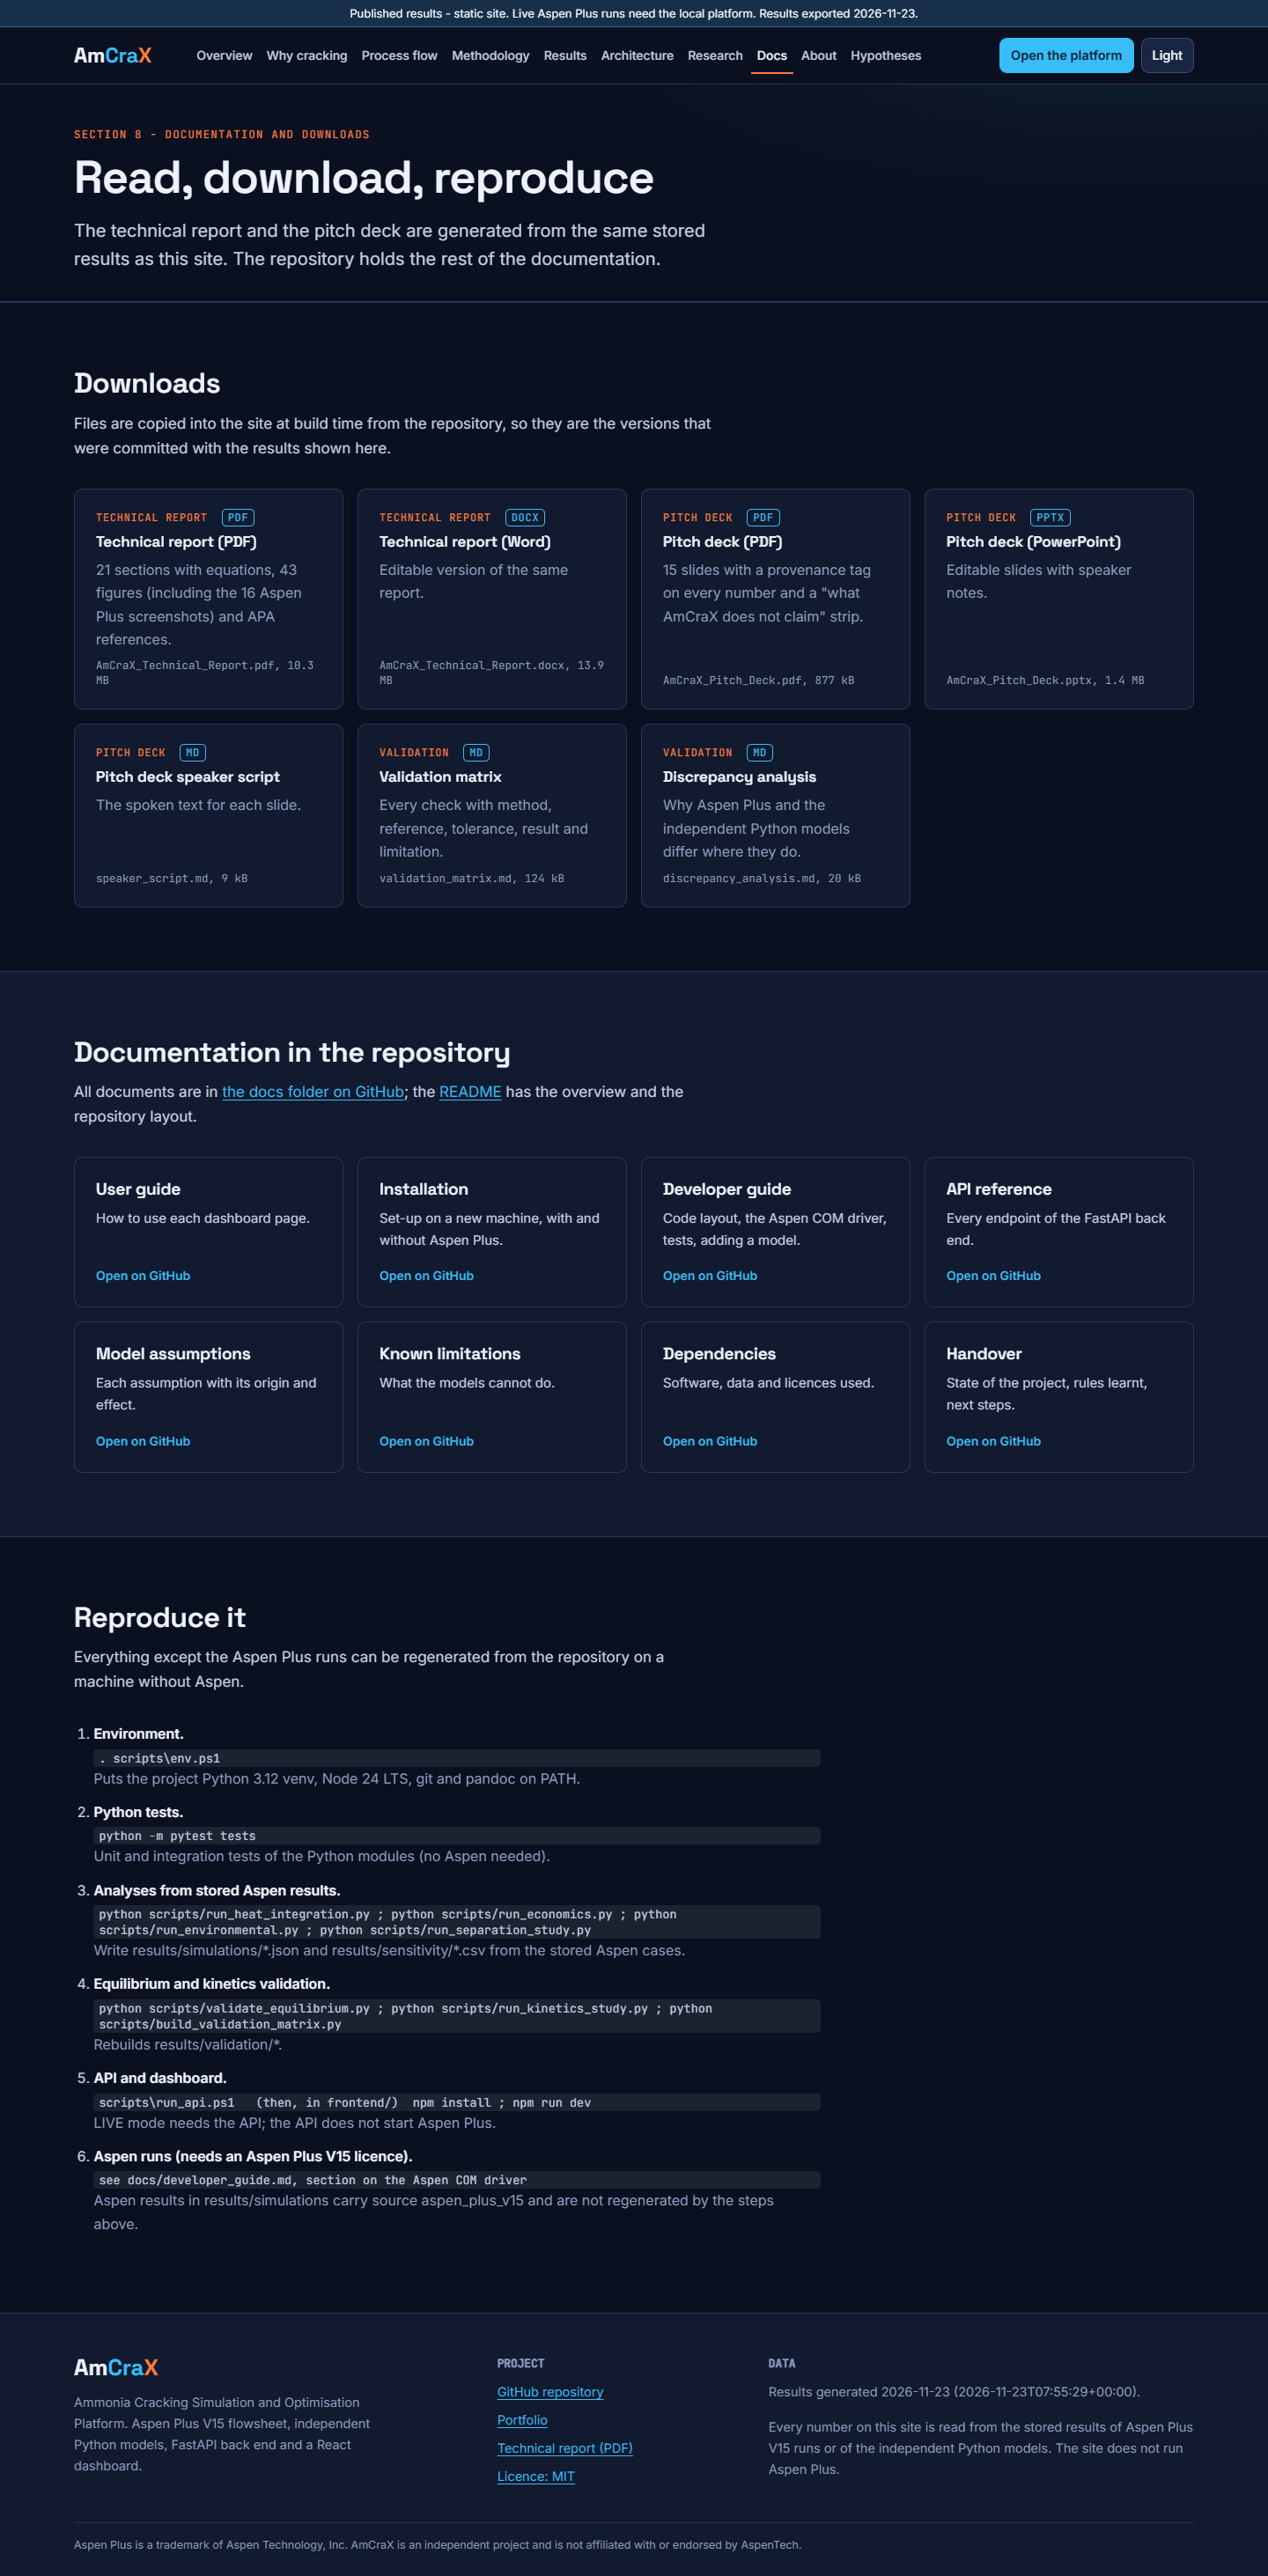 Published results - static site. Live Aspen Plus runs need the local platform. Results exported 2026-11-23.
AmCraX
Overview
Why cracking
Process flow
Methodology
Results
Architecture
Research
Docs
About
Hypotheses
Open the platform
Light
SECTION 8 - DOCUMENTATION AND DOWNLOADS
Read, download, reproduce
The technical report and the pitch deck are generated from the same stored
results as this site. The repository holds the rest of the documentation.
Downloads
Files are copied into the site at build time from the repository, so they are the versions that
were committed with the results shown here.
TECHNICAL REPORT PDF
Technical report (PDF)
21 sections with equations, 43
figures (including the 16 Aspen
Plus screenshots) and APA
references.
AmCraX_Technical_Report.pdf, 10.3
MB
TECHNICAL REPORT DOCX
Technical report (Word)
Editable version of the same
report.
AmCraX_Technical_Report.docx, 13.9
MB
PITCH DECK PDF
Pitch deck (PDF)
15 slides with a provenance tag
on every number and a "what
AmCraX does not claim" strip.
AmCraX_Pitch_Deck.pdf, 877 kB
PITCH DECK PPTX
Pitch deck (PowerPoint)
Editable slides with speaker
notes.
AmCraX_Pitch_Deck.pptx, 1.4 MB
PITCH DECK MD
Pitch deck speaker script
The spoken text for each slide.
speaker_script.md, 9 kB
VALIDATION MD
Validation matrix
Every check with method,
reference, tolerance, result and
limitation.
validation_matrix.md, 124 kB
VALIDATION MD
Discrepancy analysis
Why Aspen Plus and the
independent Python models
differ where they do.
discrepancy_analysis.md, 20 kB
Documentation in the repository
All documents are in the docs folder on GitHub; the README has the overview and the
repository layout.
User guide
How to use each dashboard page.
Open on GitHub
Installation
Set-up on a new machine, with and
without Aspen Plus.
Open on GitHub
Developer guide
Code layout, the Aspen COM driver,
tests, adding a model.
Open on GitHub
API reference
Every endpoint of the FastAPI back
end.
Open on GitHub
Model assumptions
Each assumption with its origin and
effect.
Open on GitHub
Known limitations
What the models cannot do.
Open on GitHub
Dependencies
Software, data and licences used.
Open on GitHub
Handover
State of the project, rules learnt,
next steps.
Open on GitHub
Reproduce it
Everything except the Aspen Plus runs can be regenerated from the repository on a
machine without Aspen.
1. Environment.
. scripts\env.ps1
Puts the project Python 3.12 venv, Node 24 LTS, git and pandoc on PATH.
2. Python tests.
python -m pytest tests
Unit and integration tests of the Python modules (no Aspen needed).
3. Analyses from stored Aspen results.
python scripts/run_heat_integration.py ; python scripts/run_economics.py ; python
scripts/run_environmental.py ; python scripts/run_separation_study.py
Write results/simulations/*.json and results/sensitivity/*.csv from the stored Aspen cases.
4. Equilibrium and kinetics validation.
python scripts/validate_equilibrium.py ; python scripts/run_kinetics_study.py ; python
scripts/build_validation_matrix.py
Rebuilds results/validation/*.
5. API and dashboard.
scripts\run_api.ps1 (then, in frontend/) npm install ; npm run dev
LIVE mode needs the API; the API does not start Aspen Plus.
6. Aspen runs (needs an Aspen Plus V15 licence).
see docs/developer_guide.md, section on the Aspen COM driver
Aspen results in results/simulations carry source aspen_plus_v15 and are not regenerated by the steps
above.
AmCraX
Ammonia Cracking Simulation and Optimisation
Platform. Aspen Plus V15 flowsheet, independent
Python models, FastAPI back end and a React
dashboard.
PROJECT
GitHub repository
Portfolio
Technical report (PDF)
Licence: MIT
DATA
Results generated 2026-11-23 (2026-11-23T07:55:29+00:00).
Every number on this site is read from the stored results of Aspen Plus
V15 runs or of the independent Python models. The site does not run
Aspen Plus.
Aspen Plus is a trademark of Aspen Technology, Inc. AmCraX is an independent project and is not affiliated with or endorsed by AspenTech.